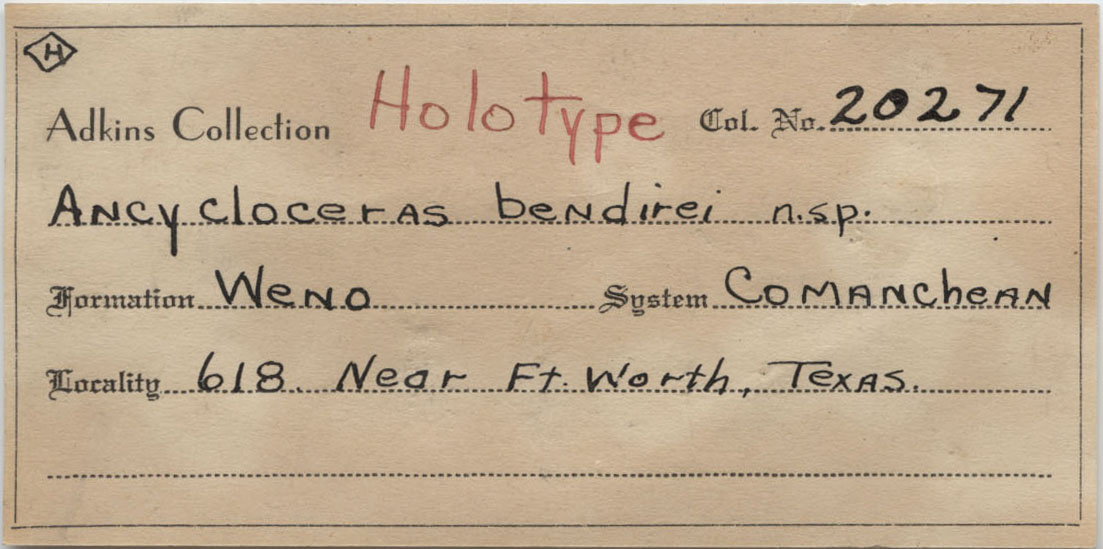 H
Adkins Collection Holotype Col. No. 20271
Ancycloceras bendirei n.sp.
Formation Weno System Comanchean
Locality 618. Near Ft. Worth, Texas.